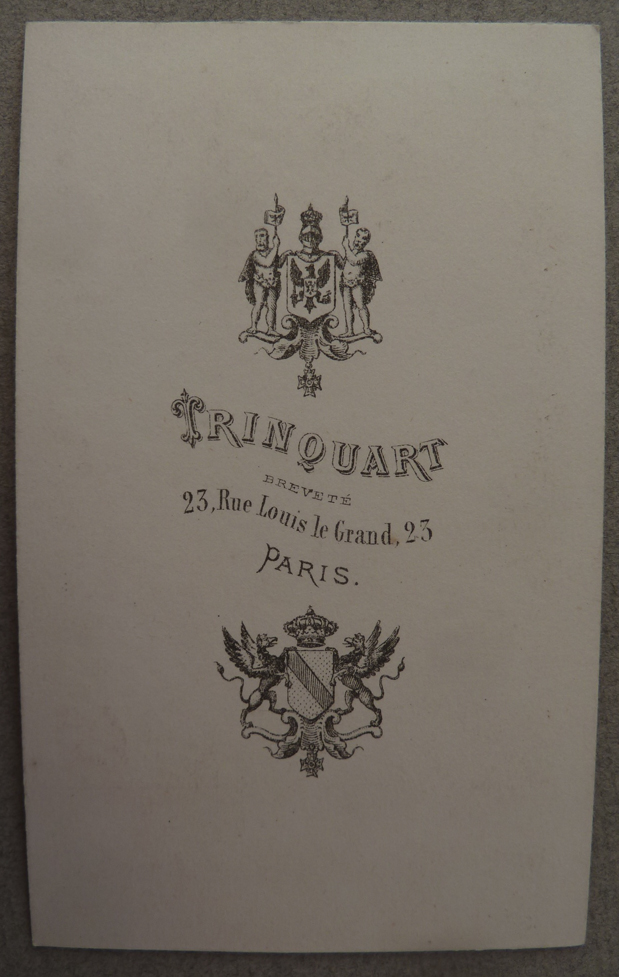 TRINQUART
BREVETÉ
23, Rue Louis le Grand, 23
PARIS.